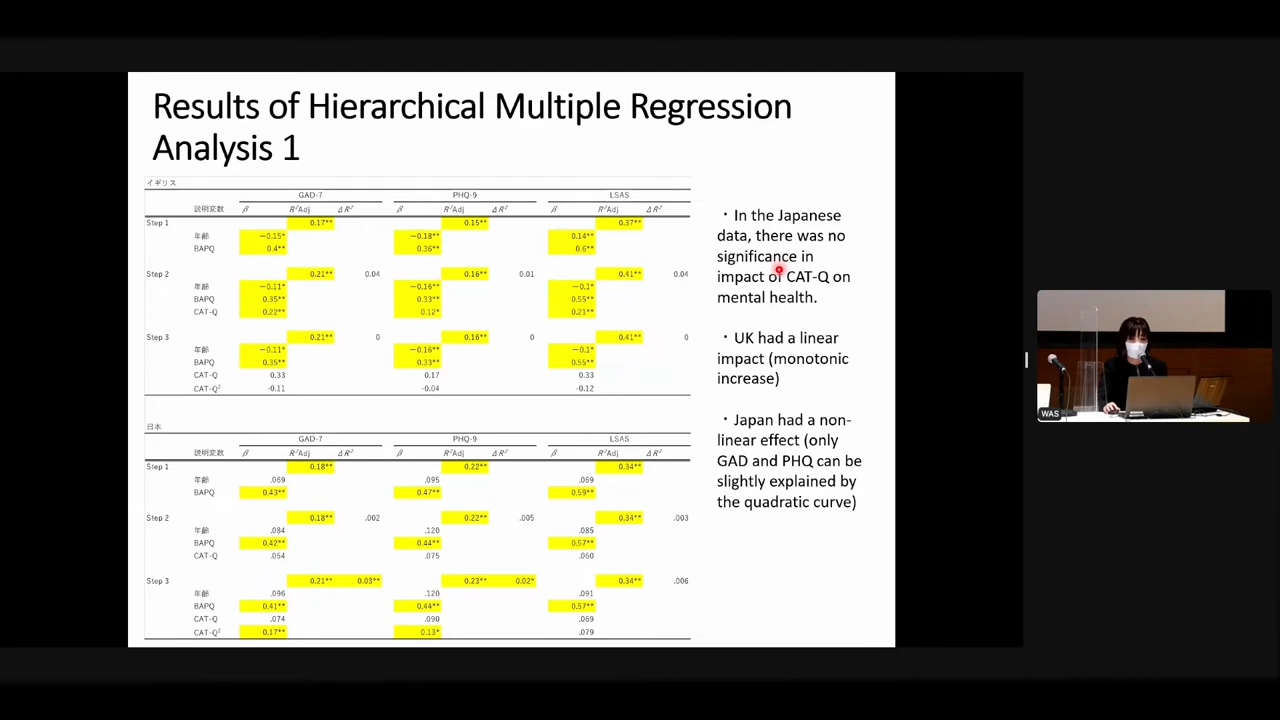 Results of Hierarchical Multiple Regression
Analysis 1
イギリス
GAD-7 PHQ-9 LSAS
説明変数 β R²Adj ΔR² β R²Adj ΔR² β R²Adj ΔR²
Step 1 0.17** 0.15** 0.37**
年齢 −0.15* −0.18** 0.14**
BAPQ 0.4** 0.36** 0.6**
Step 2 0.21** 0.04 0.16** 0.01 0.41** 0.04
年齢 −0.11* −0.16** −0.1*
BAPQ 0.35** 0.33** 0.55**
CAT-Q 0.22** 0.12* 0.21**
Step 3 0.21** 0 0.16** 0 0.41** 0
年齢 −0.11* −0.16** −0.1*
BAPQ 0.35** 0.33** 0.55**
CAT-Q 0.33 0.17 0.33
CAT-Q² -0.11 -0.04 -0.12
日本
GAD-7 PHQ-9 LSAS
説明変数 β R²Adj ΔR² β R²Adj ΔR² β R²Adj ΔR²
Step 1 0.18** 0.22** 0.34**
年齢 .069 .095 .069
BAPQ 0.43** 0.47** 0.59**
Step 2 0.18** .002 0.22** .005 0.34** .003
年齢 .084 .120 .085
BAPQ 0.42** 0.44** 0.57**
CAT-Q .054 .075 .060
Step 3 0.21** 0.03** 0.23** 0.02* 0.34** .006
年齢 .096 .120 .091
BAPQ 0.41** 0.44** 0.57**
CAT-Q .074 .090 .069
CAT-Q² 0.17** 0.13* .079
・In the Japanese
data, there was no
significance in
impact of CAT-Q on
mental health.
・UK had a linear
impact (monotonic
increase)
・Japan had a non-
linear effect (only
GAD and PHQ can be
slightly explained by
the quadratic curve)
WAS